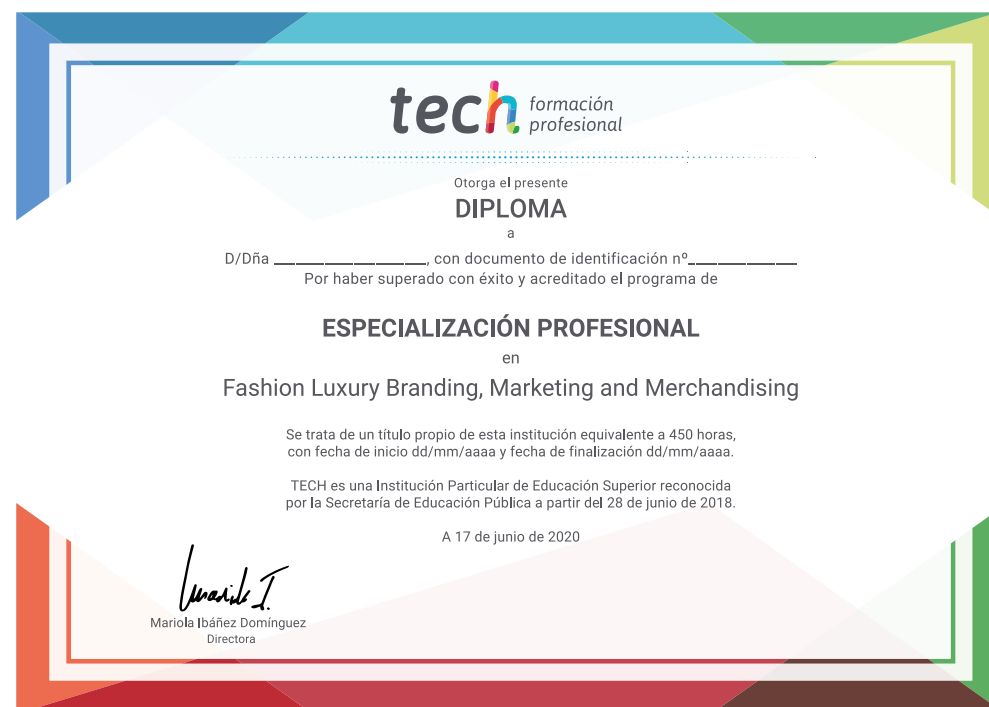 tech formación
profesional
Otorga el presente
DIPLOMA
a
D/Dña ______________, con documento de identificación nº__________
Por haber superado con éxito y acreditado el programa de
ESPECIALIZACIÓN PROFESIONAL
en
Fashion Luxury Branding, Marketing and Merchandising
Se trata de un título propio de esta institución equivalente a 450 horas,
con fecha de inicio dd/mm/aaaa y fecha de finalización dd/mm/aaaa.
TECH es una Institución Particular de Educación Superior reconocida
por la Secretaría de Educación Pública a partir del 28 de junio de 2018.
A 17 de junio de 2020
Mariola Ibáñez Domínguez
Directora